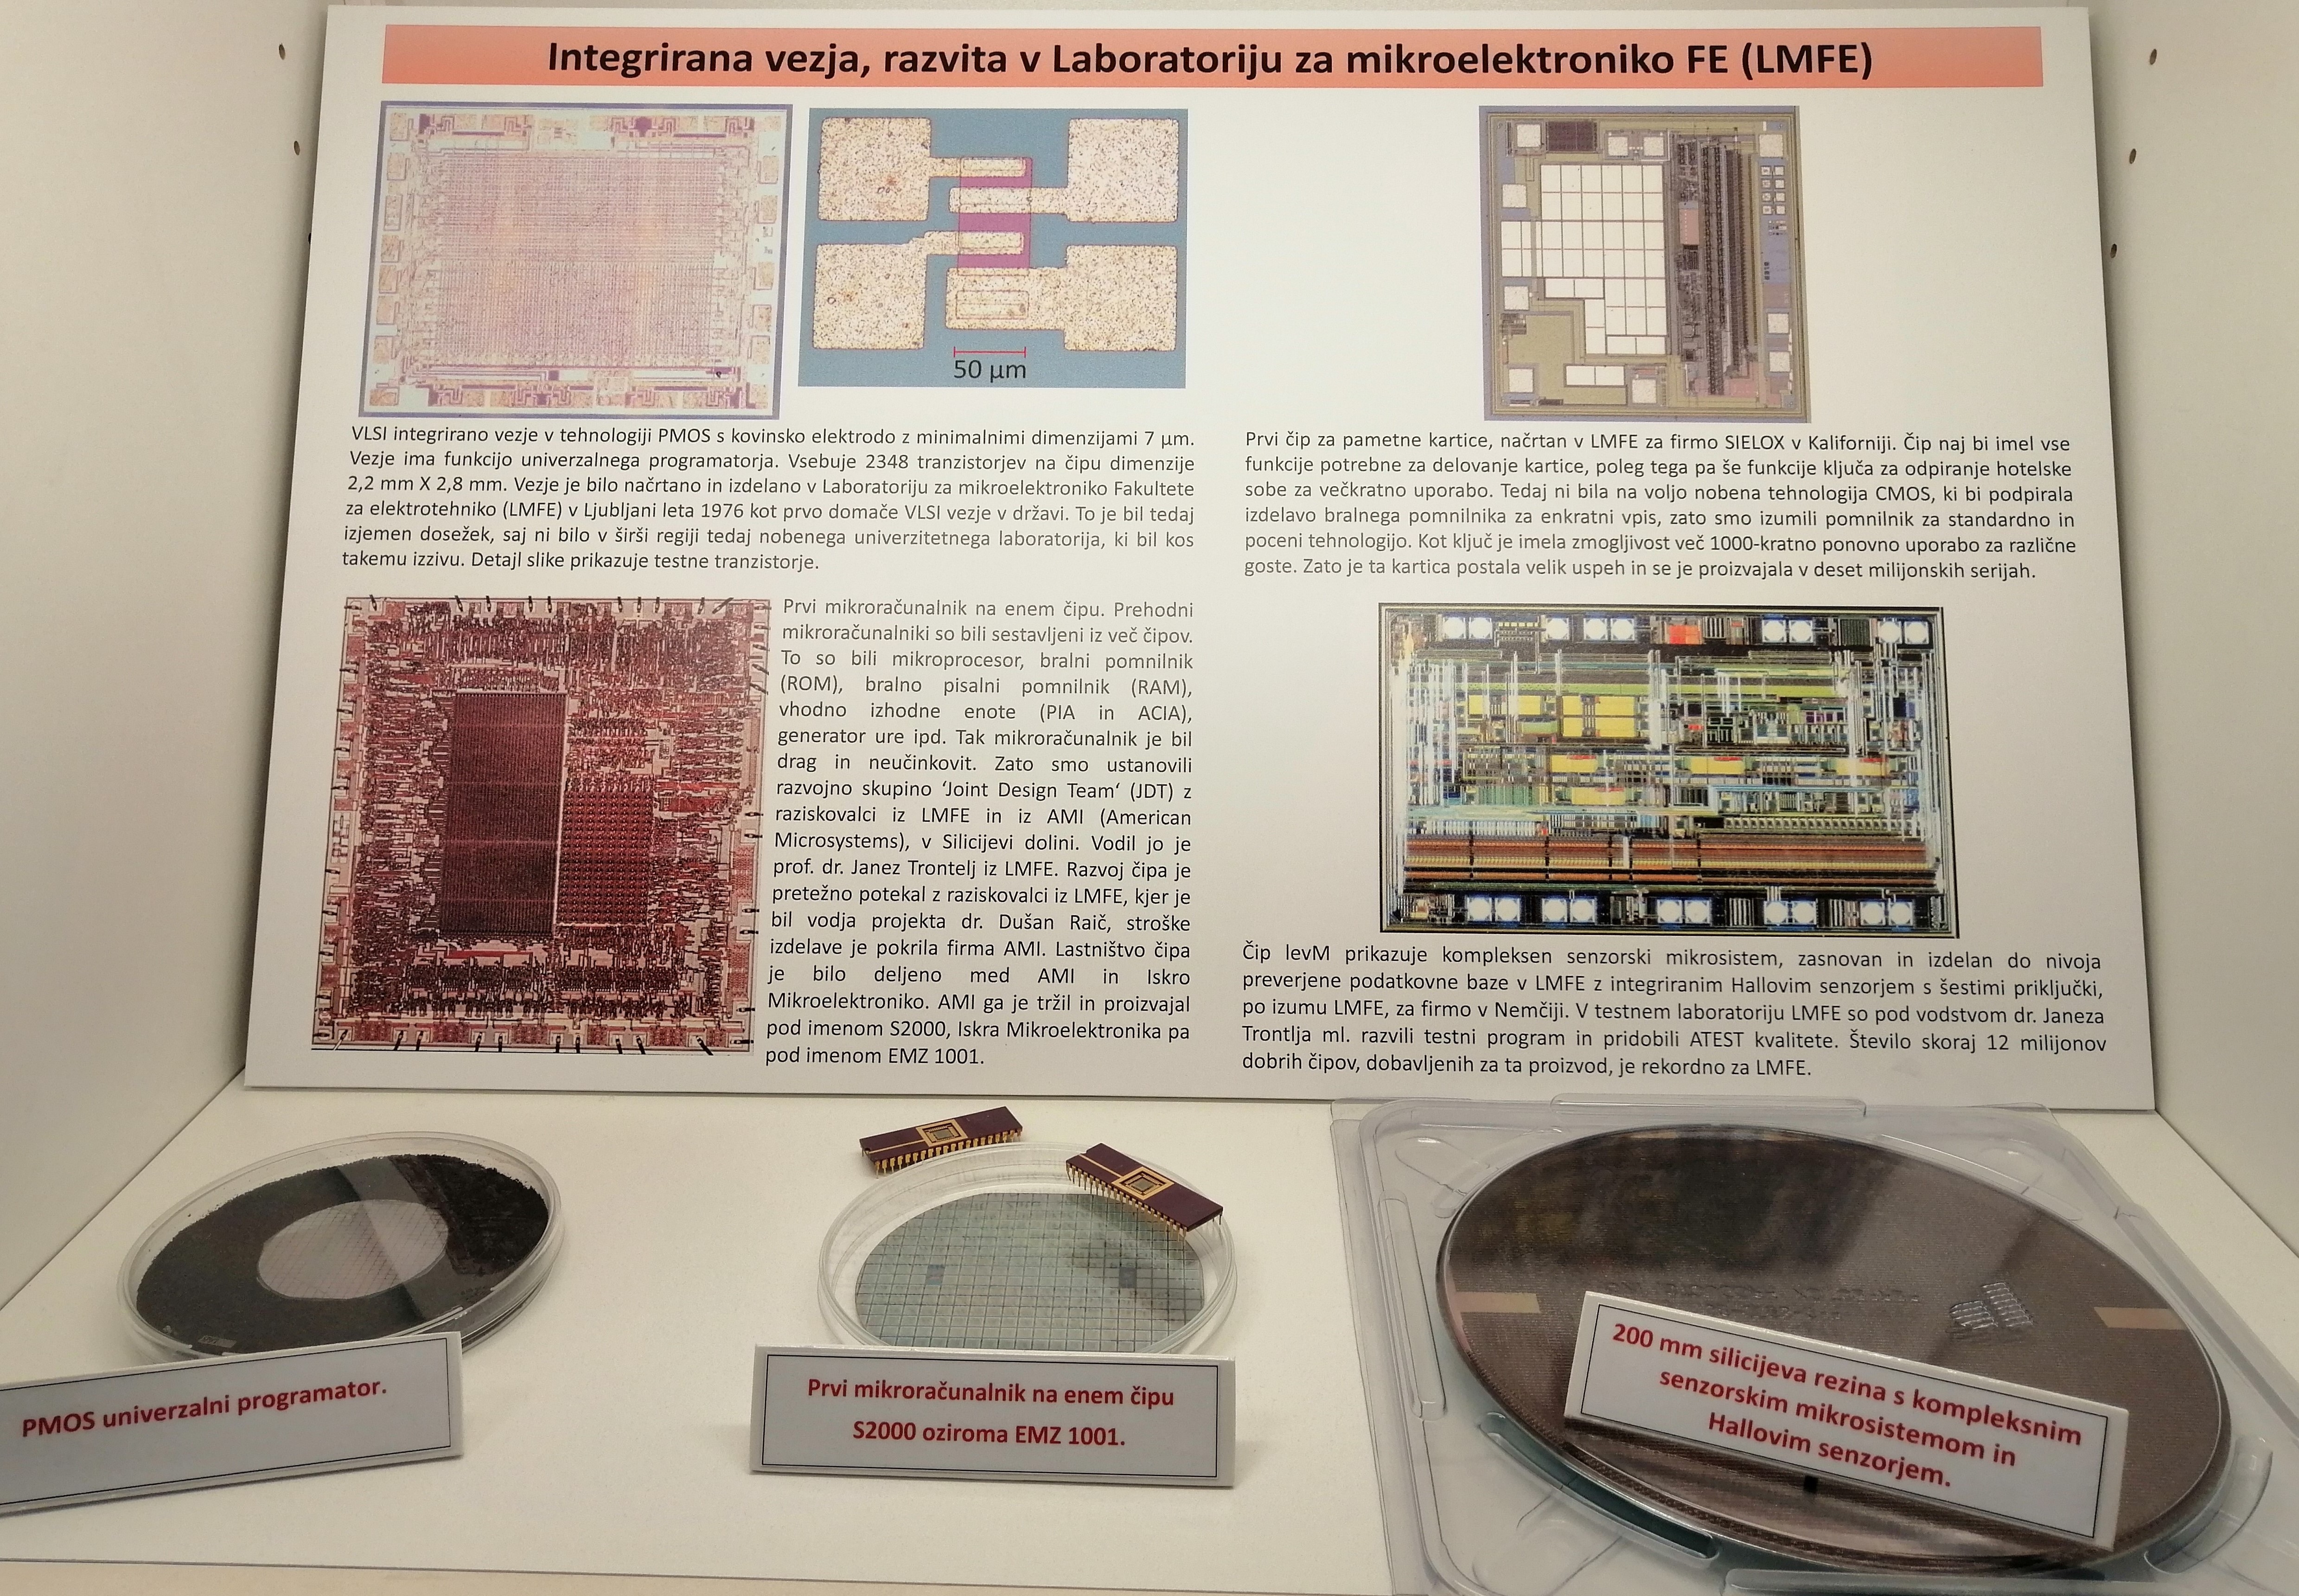 Integrirana vezja, razvita v Laboratoriju za mikroelektroniko FE (LMFE)
50 µm
VLSI integrirano vezje v tehnologiji PMOS s kovinsko elektrodo z minimalnimi dimenzijami 7 µm.
Vezje ima funkcijo univerzalnega programatorja. Vsebuje 2348 tranzistorjev na čipu dimenzije
2,2 mm X 2,8 mm. Vezje je bilo načrtano in izdelano v Laboratoriju za mikroelektroniko Fakultete
za elektrotehniko (LMFE) v Ljubljani leta 1976 kot prvo domače VLSI vezje v državi. To je bil tedaj
izjemen dosežek, saj ni bilo v širši regiji tedaj nobenega univerzitetnega laboratorija, ki bil kos
takemu izzivu. Detajl slike prikazuje testne tranzistorje.
Prvi mikroračunalnik na enem čipu. Prehodni
mikroračunalniki so bili sestavljeni iz več čipov.
To so bili mikroprocesor, bralni pomnilnik
(ROM), bralno pisalni pomnilnik (RAM),
vhodno izhodne enote (PIA in ACIA),
generator ure ipd. Tak mikroračunalnik je bil
drag in neučinkovit. Zato smo ustanovili
razvojno skupino ‘Joint Design Team‘ (JDT) z
raziskovalci iz LMFE in iz AMI (American
Microsystems), v Silicijevi dolini. Vodil jo je
prof. dr. Janez Trontelj iz LMFE. Razvoj čipa je
pretežno potekal z raziskovalci iz LMFE, kjer je
bil vodja projekta dr. Dušan Raič, stroške
izdelave je pokrila firma AMI. Lastništvo čipa
je bilo deljeno med AMI in Iskro
Mikroelektroniko. AMI ga je tržil in proizvajal
pod imenom S2000, Iskra Mikroelektronika pa
pod imenom EMZ 1001.
Prvi čip za pametne kartice, načrtan v LMFE za firmo SIELOX v Kaliforniji. Čip naj bi imel vse
funkcije potrebne za delovanje kartice, poleg tega pa še funkcije ključa za odpiranje hotelske
sobe za večkratno uporabo. Tedaj ni bila na voljo nobena tehnologija CMOS, ki bi podpirala
izdelavo bralnega pomnilnika za enkratni vpis, zato smo izumili pomnilnik za standardno in
poceni tehnologijo. Kot ključ je imela zmogljivost več 1000-kratno ponovno uporabo za različne
goste. Zato je ta kartica postala velik uspeh in se je proizvajala v deset milijonskih serijah.
Čip levM prikazuje kompleksen senzorski mikrosistem, zasnovan in izdelan do nivoja
preverjene podatkovne baze v LMFE z integriranim Hallovim senzorjem s šestimi priključki,
po izumu LMFE, za firmo v Nemčiji. V testnem laboratoriju LMFE so pod vodstvom dr. Janeza
Trontlja ml. razvili testni program in pridobili ATEST kvalitete. Število skoraj 12 milijonov
dobrih čipov, dobavljenih za ta proizvod, je rekordno za LMFE.
PMOS univerzalni programator.
Prvi mikroračunalnik na enem čipu
S2000 oziroma EMZ 1001.
200 mm silicijeva rezina s kompleksnim
senzorskim mikrosistemom in
Hallovim senzorjem.